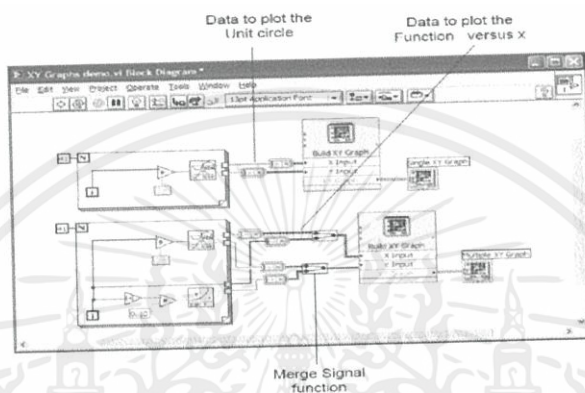 Data to plot the
Unit circle
Data to plot the
Function versus x
XY Graphs demo.vi Block Diagram *
File Edit View Project Operate Tools Window Help
13pt Application Font
Build XY Graph
X Input
Y Input
Single XY Graph
Build XY Graph
X Input
Y Input
Multiple XY Graph
Merge Signal
function